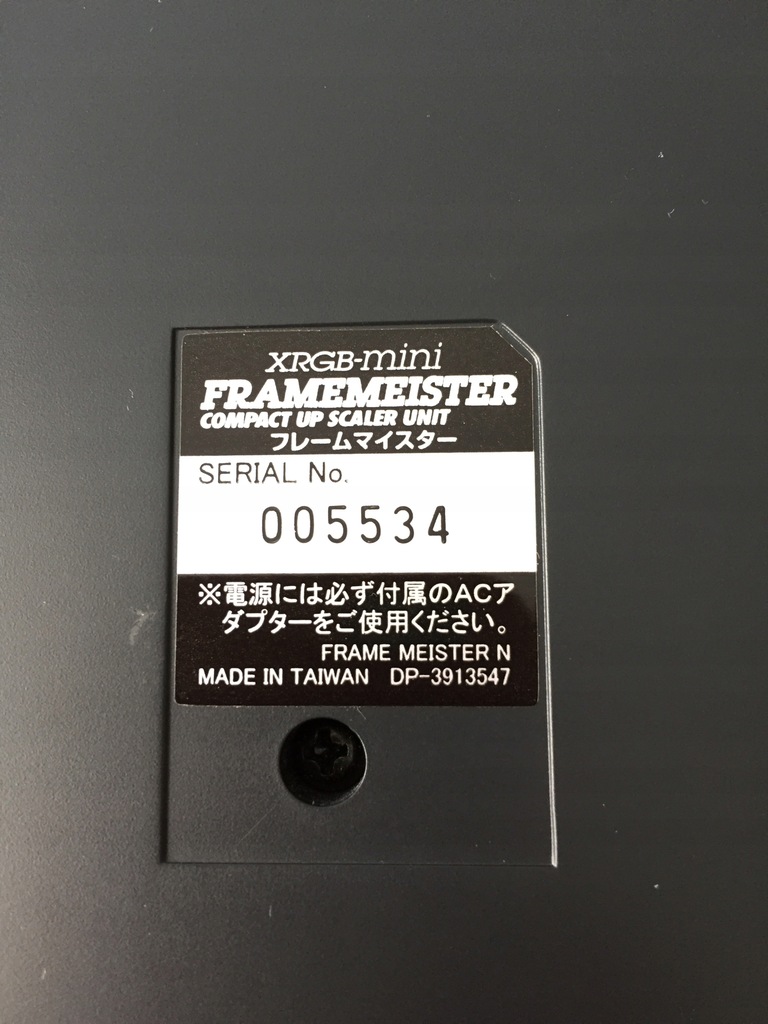 XRGB-mini
FRAMEMEISTER
COMPACT UP SCALER UNIT
フレームマイスター
SERIAL No.
005534
※電源には必ず付属のACア
ダプターをご使用ください。
FRAME MEISTER N
MADE IN TAIWAN DP-3913547